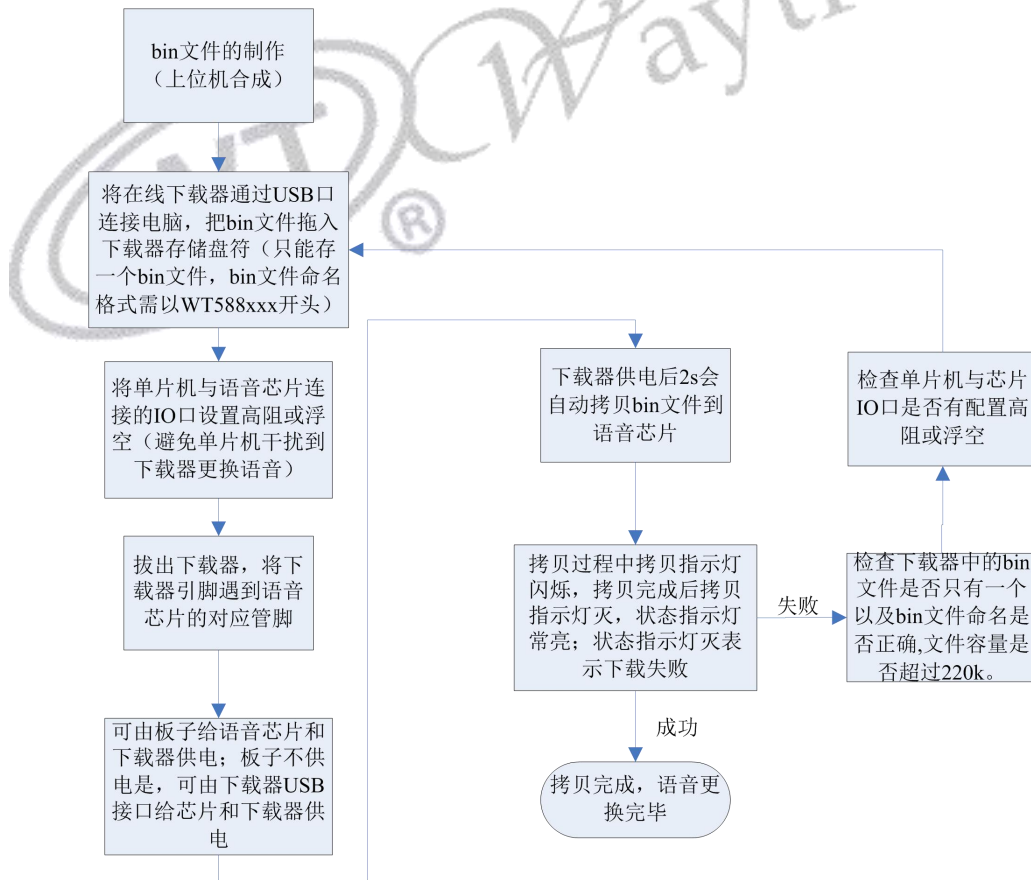 bin文件的制作
（上位机合成）
将在线下载器通过USB口
连接电脑，把bin文件拖入
下载器存储盘符（只能存
一个bin文件，bin文件命名
格式需以WT588xxx开头）
将单片机与语音芯片连
接的IO口设置高阻或浮
空（避免单片机干扰到
下载器更换语音）
拔出下载器，将下
载器引脚遇到语音
芯片的对应管脚
可由板子给语音芯片和
下载器供电；板子不供
电是，可由下载器USB
接口给芯片和下载器供
电
下载器供电后2s会
自动拷贝bin文件到
语音芯片
拷贝过程中拷贝指示灯
闪烁，拷贝完成后拷贝
指示灯灭，状态指示灯
常亮；状态指示灯灭表
示下载失败
失败
成功
拷贝完成，语音更
换完毕
检查下载器中的bin
文件是否只有一个
以及bin文件命名是
否正确,文件容量是
否超过220k。
检查单片机与芯片
IO口是否有配置高
阻或浮空
WT
®